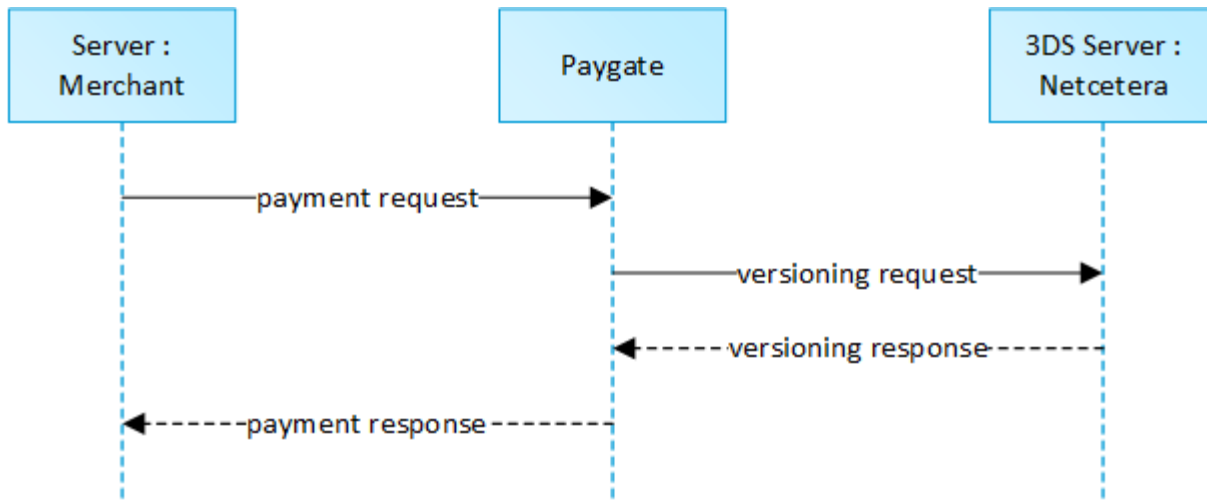 Server :
Merchant
Paygate
3DS Server :
Netcetera
payment request
versioning request
versioning response
payment response